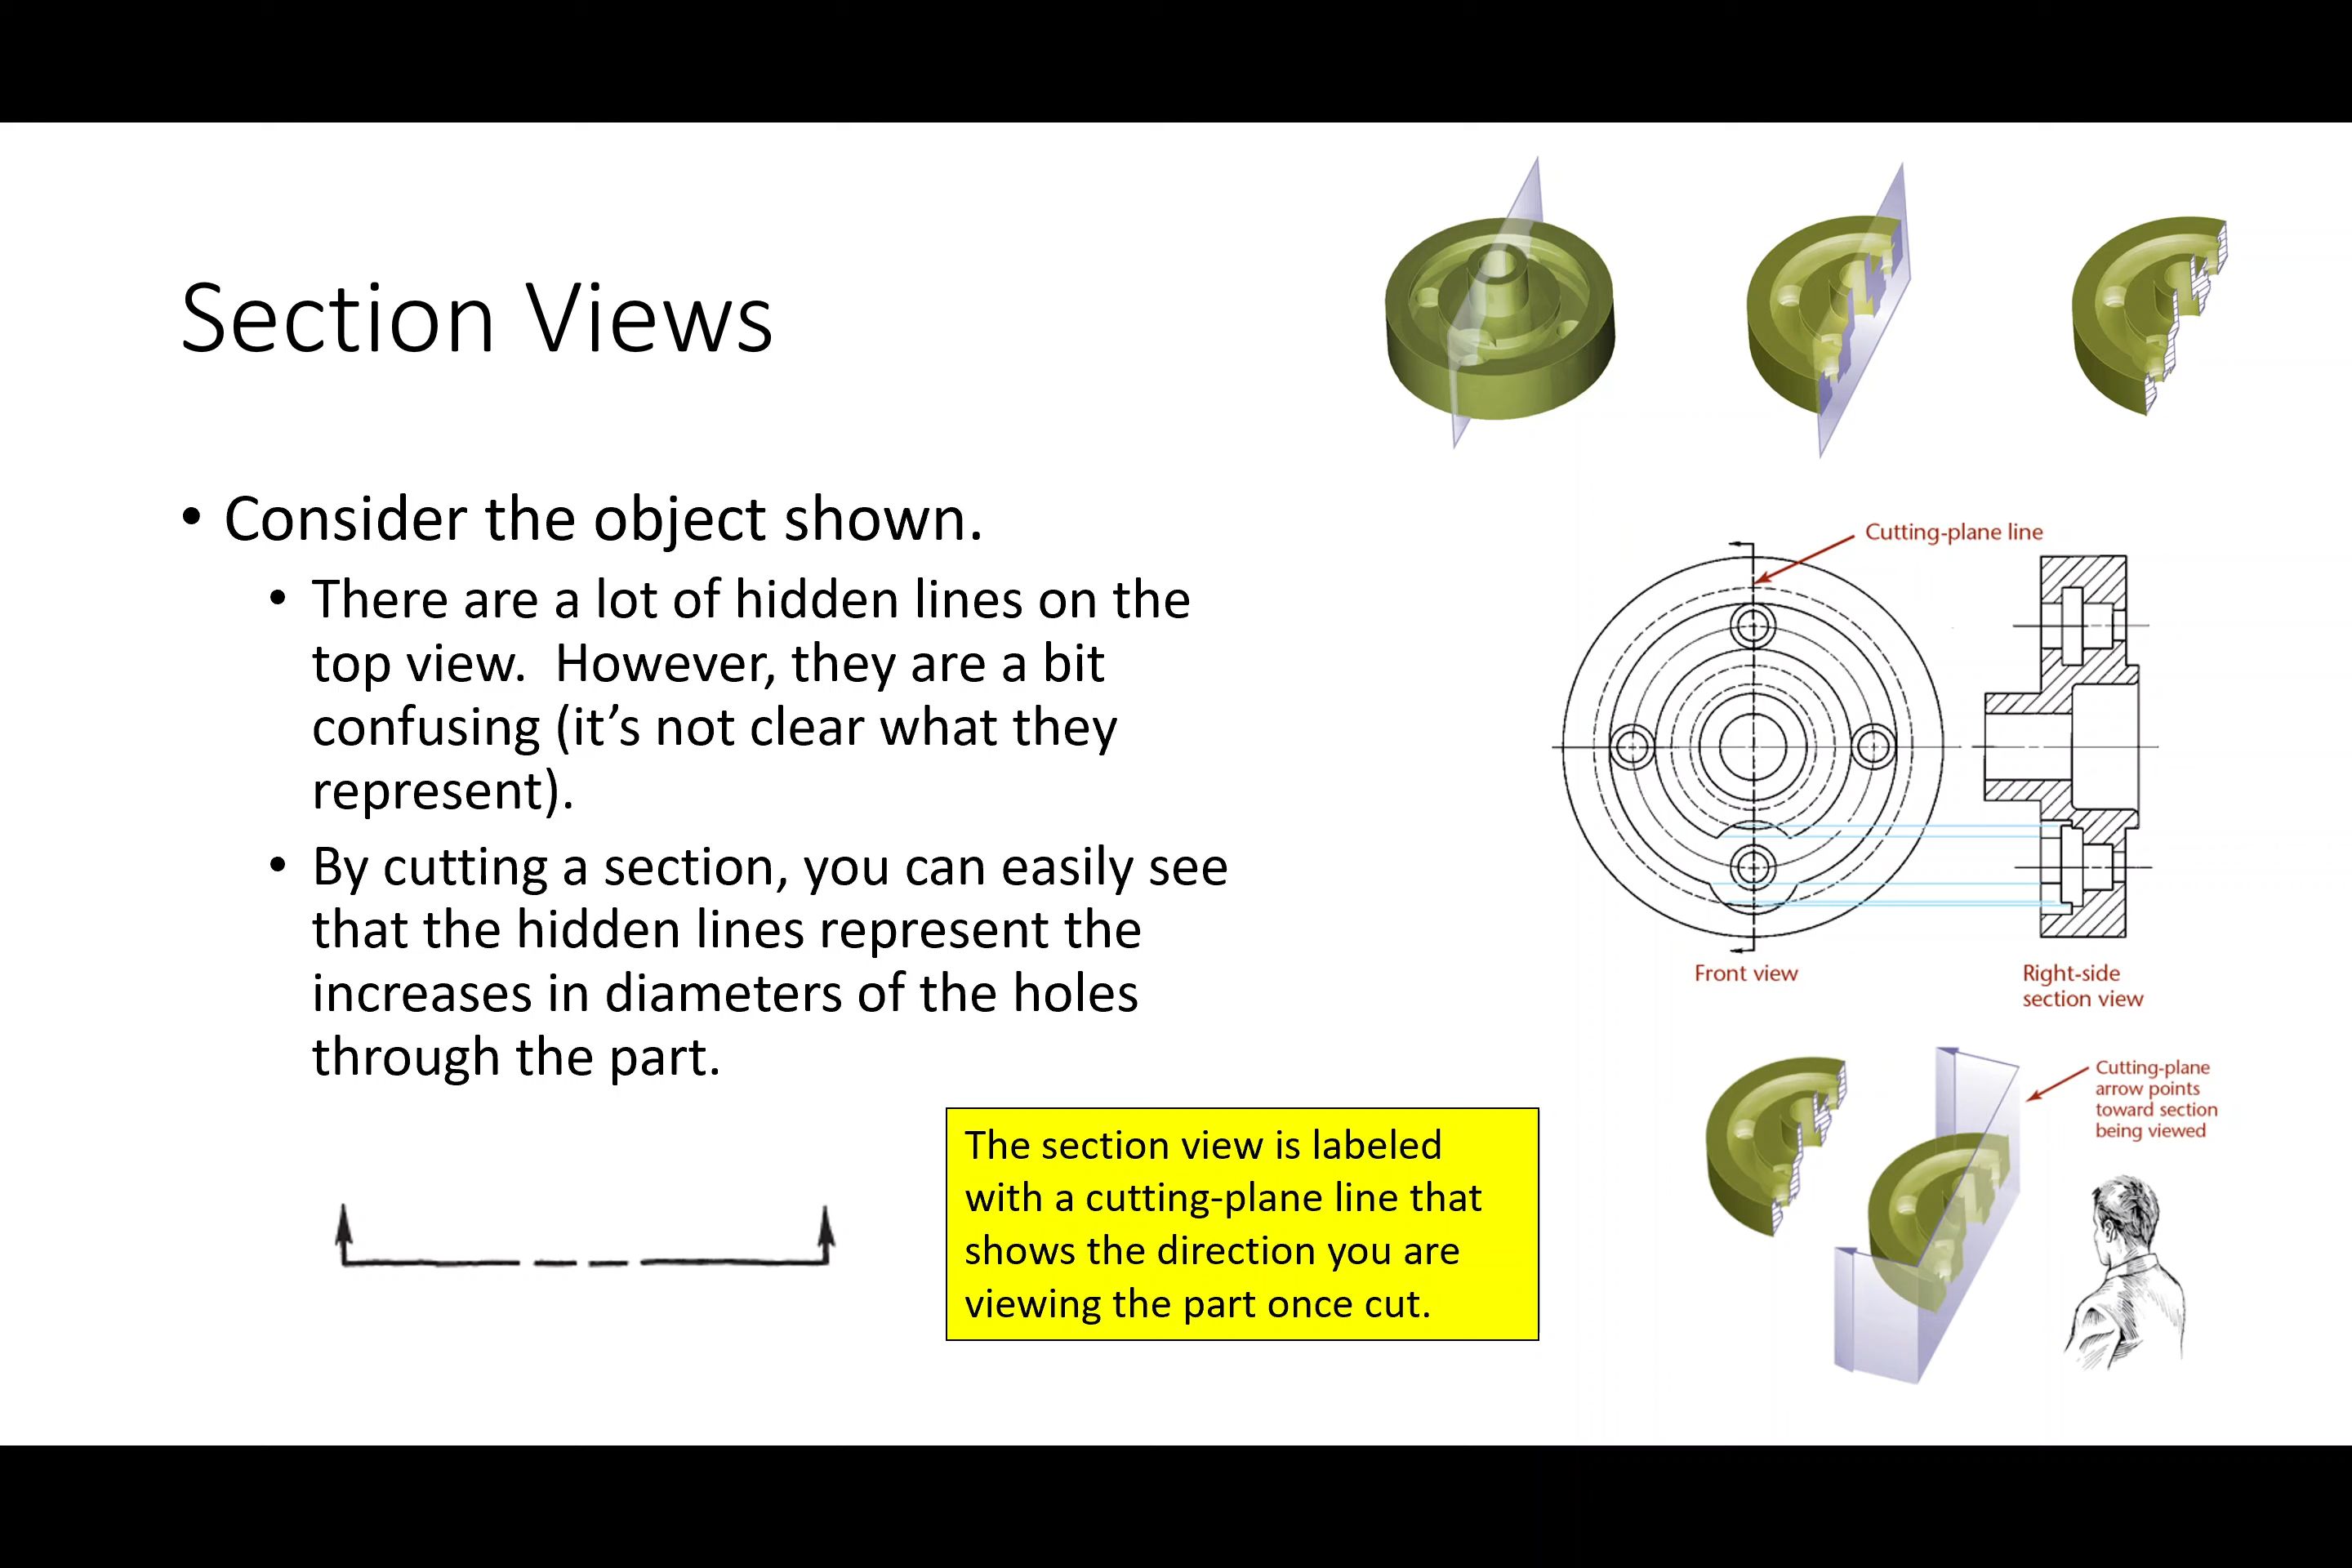 Section Views
• Consider the object shown.
• There are a lot of hidden lines on the
top view.  However, they are a bit
confusing (it’s not clear what they
represent).
• By cutting a section, you can easily see
that the hidden lines represent the
increases in diameters of the holes
through the part.
The section view is labeled
with a cutting-plane line that
shows the direction you are
viewing the part once cut.
Cutting-plane line
Front view
Right-side
section view
Cutting-plane
arrow points
toward section
being viewed